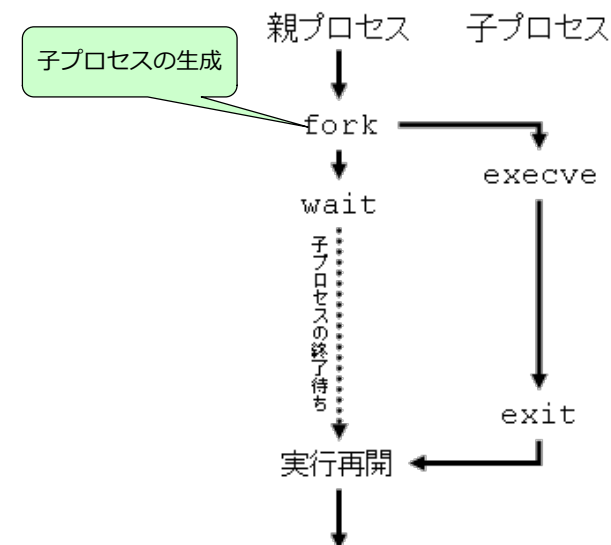 親プロセス
子プロセス
子プロセスの生成
fork
execve
wait
子プロセスの終了待ち
exit
実行再開